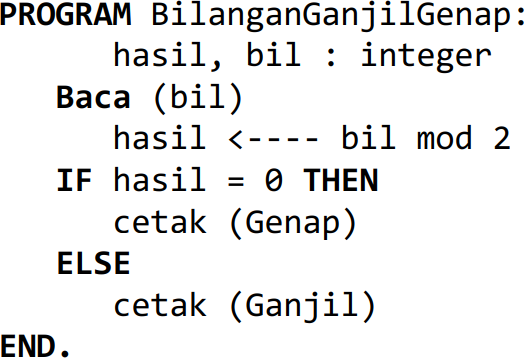 PROGRAM BilanganGanjilGenap:
hasil, bil : integer
Baca (bil)
hasil <---- bil mod 2
IF hasil = 0 THEN
cetak (Genap)
ELSE
cetak (Ganjil)
END.